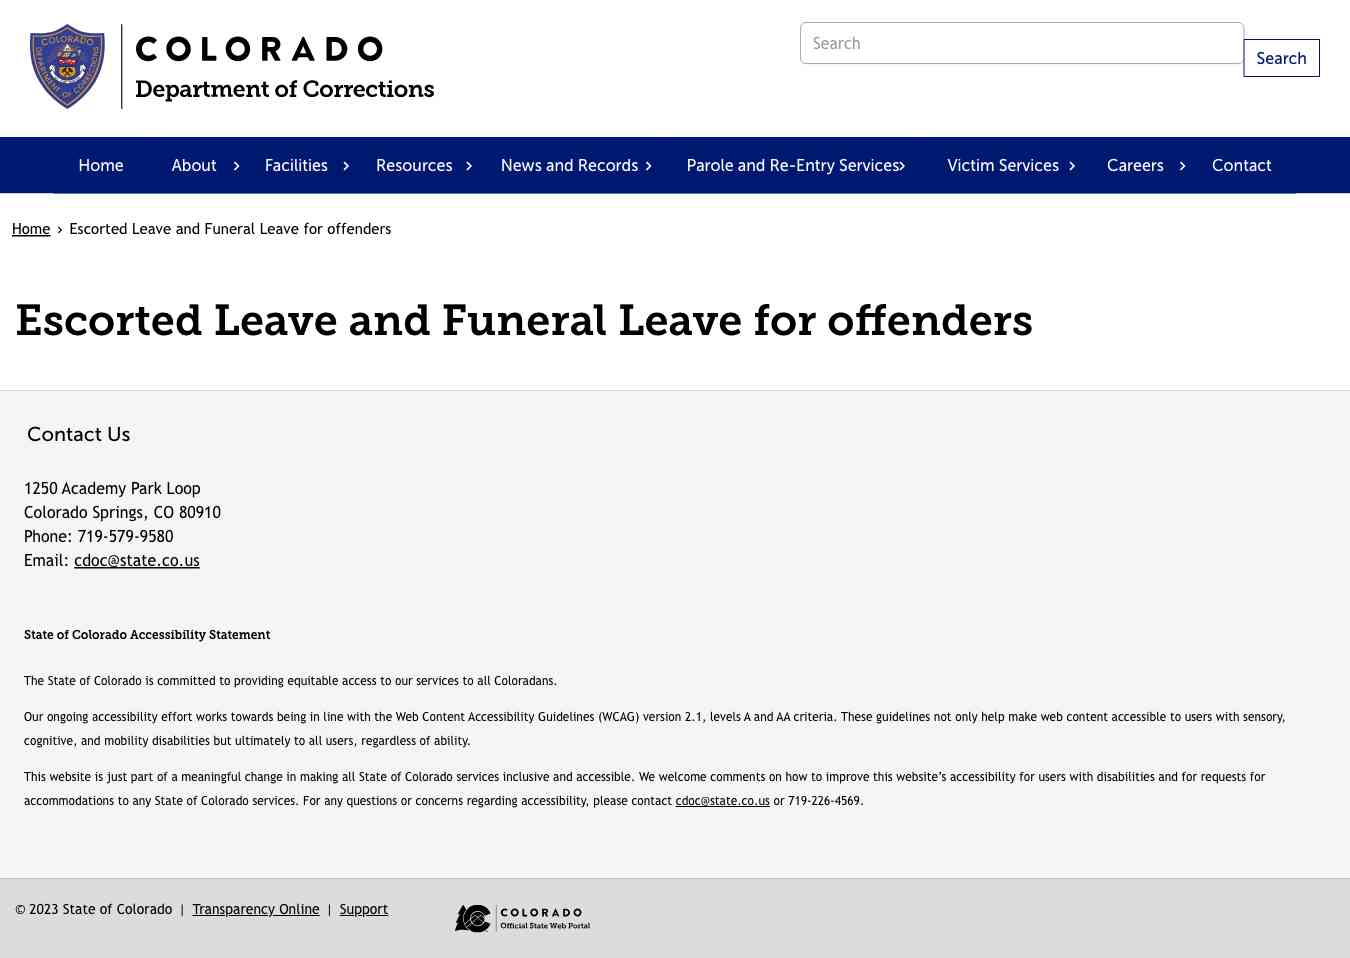 COLORADO
Department of Corrections
Search
Search
Home About Facilities Resources News and Records Parole and Re-Entry Services Victim Services Careers Contact
Home › Escorted Leave and Funeral Leave for offenders
Escorted Leave and Funeral Leave for offenders
Contact Us
1250 Academy Park Loop
Colorado Springs, CO 80910
Phone: 719-579-9580
Email: cdoc@state.co.us
State of Colorado Accessibility Statement
The State of Colorado is committed to providing equitable access to our services to all Coloradans.
Our ongoing accessibility effort works towards being in line with the Web Content Accessibility Guidelines (WCAG) version 2.1, levels A and AA criteria. These guidelines not only help make web content accessible to users with sensory,
cognitive, and mobility disabilities but ultimately to all users, regardless of ability.
This website is just part of a meaningful change in making all State of Colorado services inclusive and accessible. We welcome comments on how to improve this website’s accessibility for users with disabilities and for requests for
accommodations to any State of Colorado services. For any questions or concerns regarding accessibility, please contact cdoc@state.co.us or 719-226-4569.
© 2023 State of Colorado | Transparency Online | Support
COLORADO
Official State Web Portal